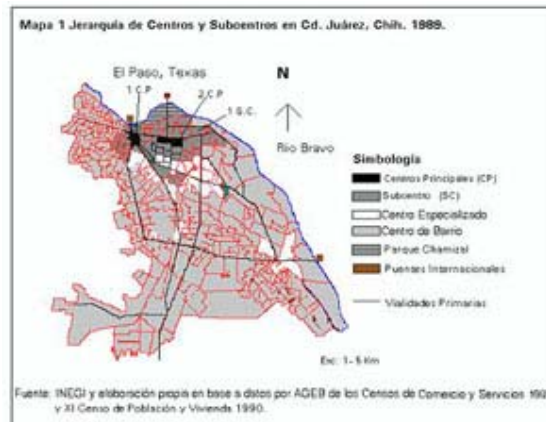 Mapa 1 Jerarquía de Centros y Subcentros en Cd. Juárez, Chih. 1989.
El Paso, Texas
N
1 C.P
2 C.P
1 S.C.
Río Bravo
Simbología
Centros Principales (CP)
Subcentro (SC)
Centro Especializado
Centro de Barrio
Parque Chamizal
Puentes Internacionales
Vialidades Primarias
Esc: 1 - 5 Km
Fuente: INEGI y elaboración propia en base a datos por AGEB de los Censos de Comercio y Servicios 198
y XI Censo de Población y Vivienda 1990.